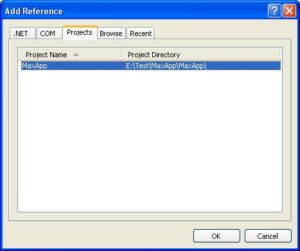 Add Reference
.NET COM Projects Browse Recent
Project Name Project Directory
MaxApp E:\Test\MaxApp\MaxApp\
OK Cancel